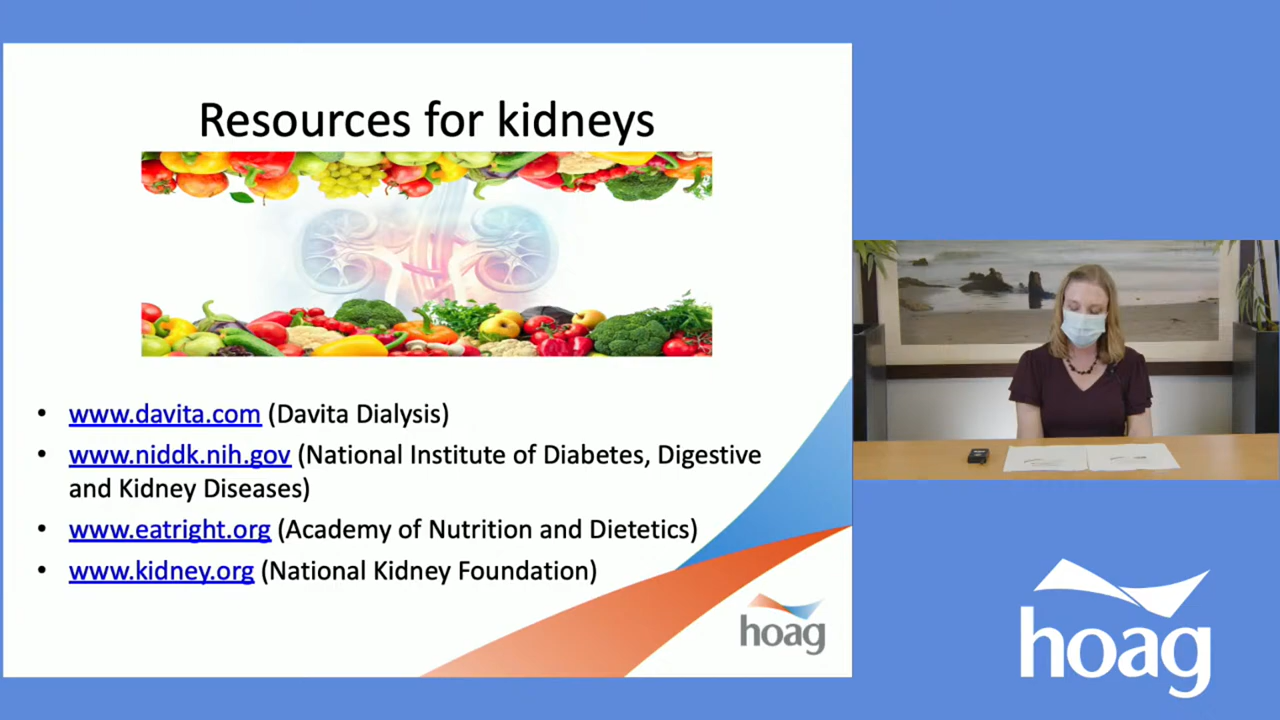 Resources for kidneys
• www.davita.com (Davita Dialysis)
• www.niddk.nih.gov (National Institute of Diabetes, Digestive
and Kidney Diseases)
• www.eatright.org (Academy of Nutrition and Dietetics)
• www.kidney.org (National Kidney Foundation)
hoag
hoag